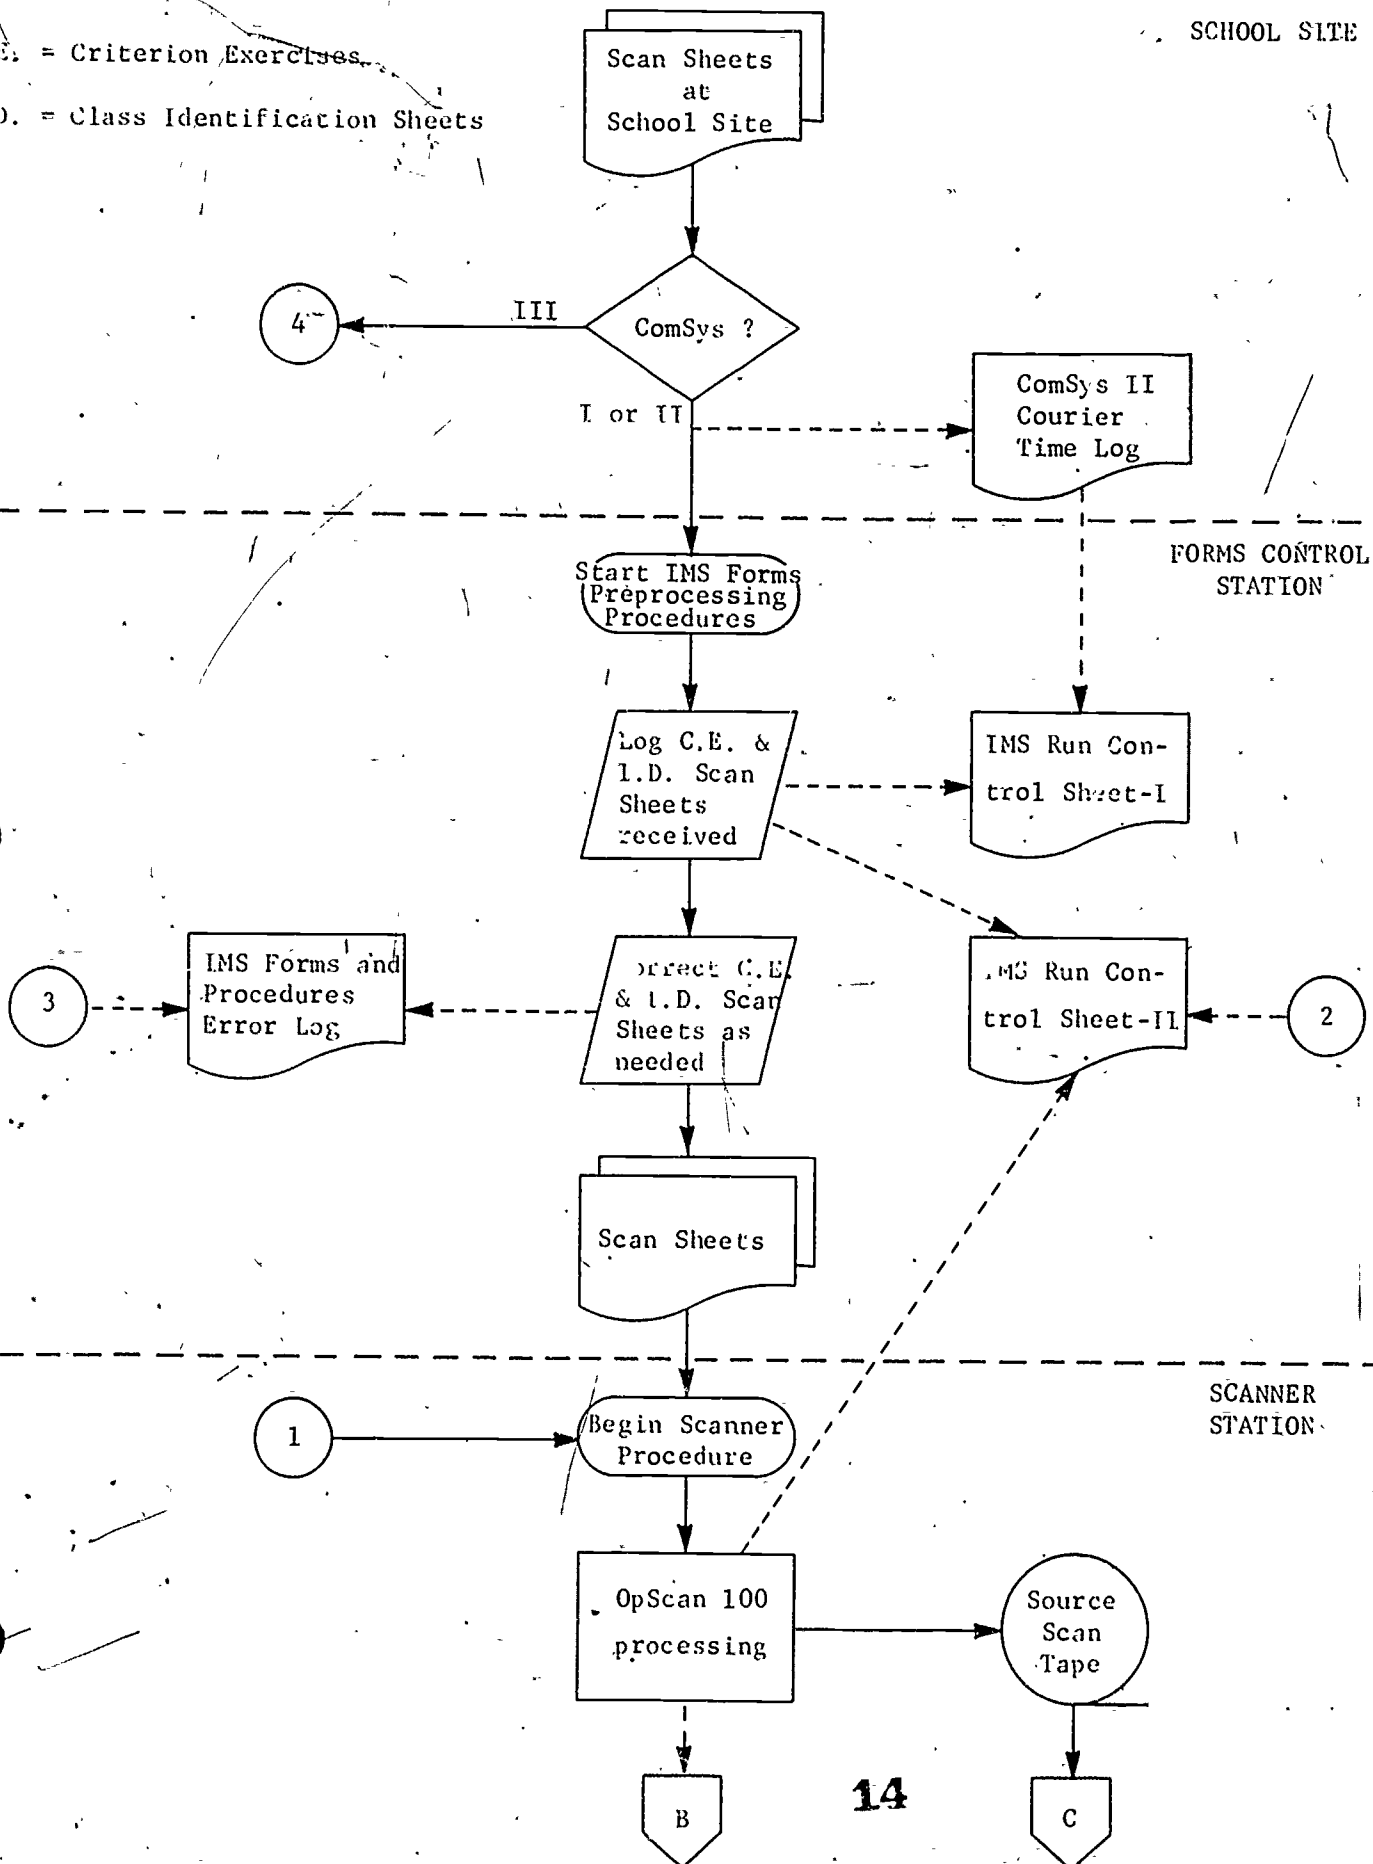 = Criterion Exercises
= Class Identification Sheets
SCHOOL SITE
Scan Sheets
at
School Site
ComSys ?
III
4
I or II
ComSys II
Courier
Time Log
FORMS CONTROL
STATION
Start IMS Forms
Preprocessing
Procedures
Log C.E. &
I.D. Scan
Sheets
received
IMS Run Con-
trol Sheet-I
3
IMS Forms and
Procedures
Error Log
C.E.
& I.D. Scan
Sheets as
needed
IMS Run Con-
trol Sheet-II
2
Scan Sheets
SCANNER
STATION
1
Begin Scanner
Procedure
OpScan 100
processing
Source
Scan
Tape
B
14
C